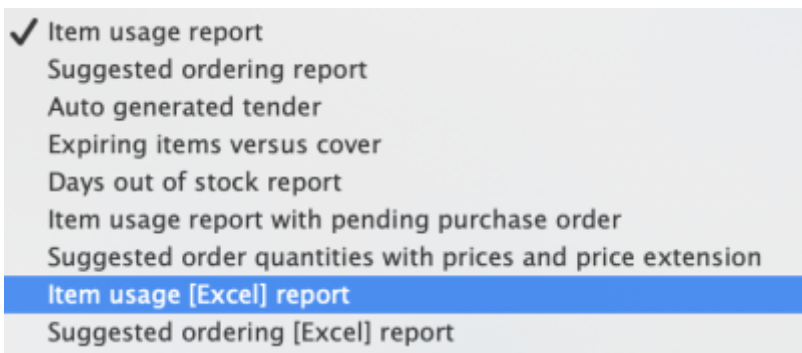 Item usage report
Suggested ordering report
Auto generated tender
Expiring items versus cover
Days out of stock report
Item usage report with pending purchase order
Suggested order quantities with prices and price extension
Item usage [Excel] report
Suggested ordering [Excel] report